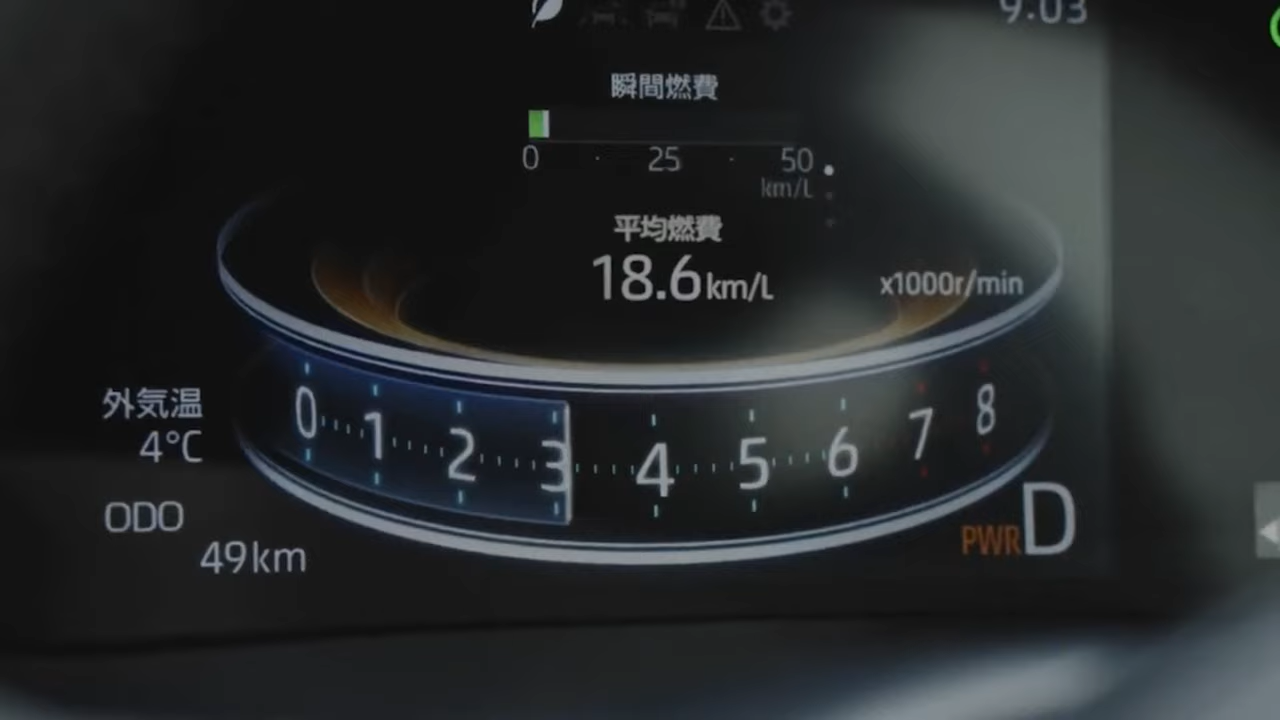 9:03
瞬間燃費
0 · 25 · 50
km/L
平均燃費
18.6km/L
x1000r/min
外気温
4℃
0 1 2 3 4 5 6 7 8
ODO
49km
PWR D